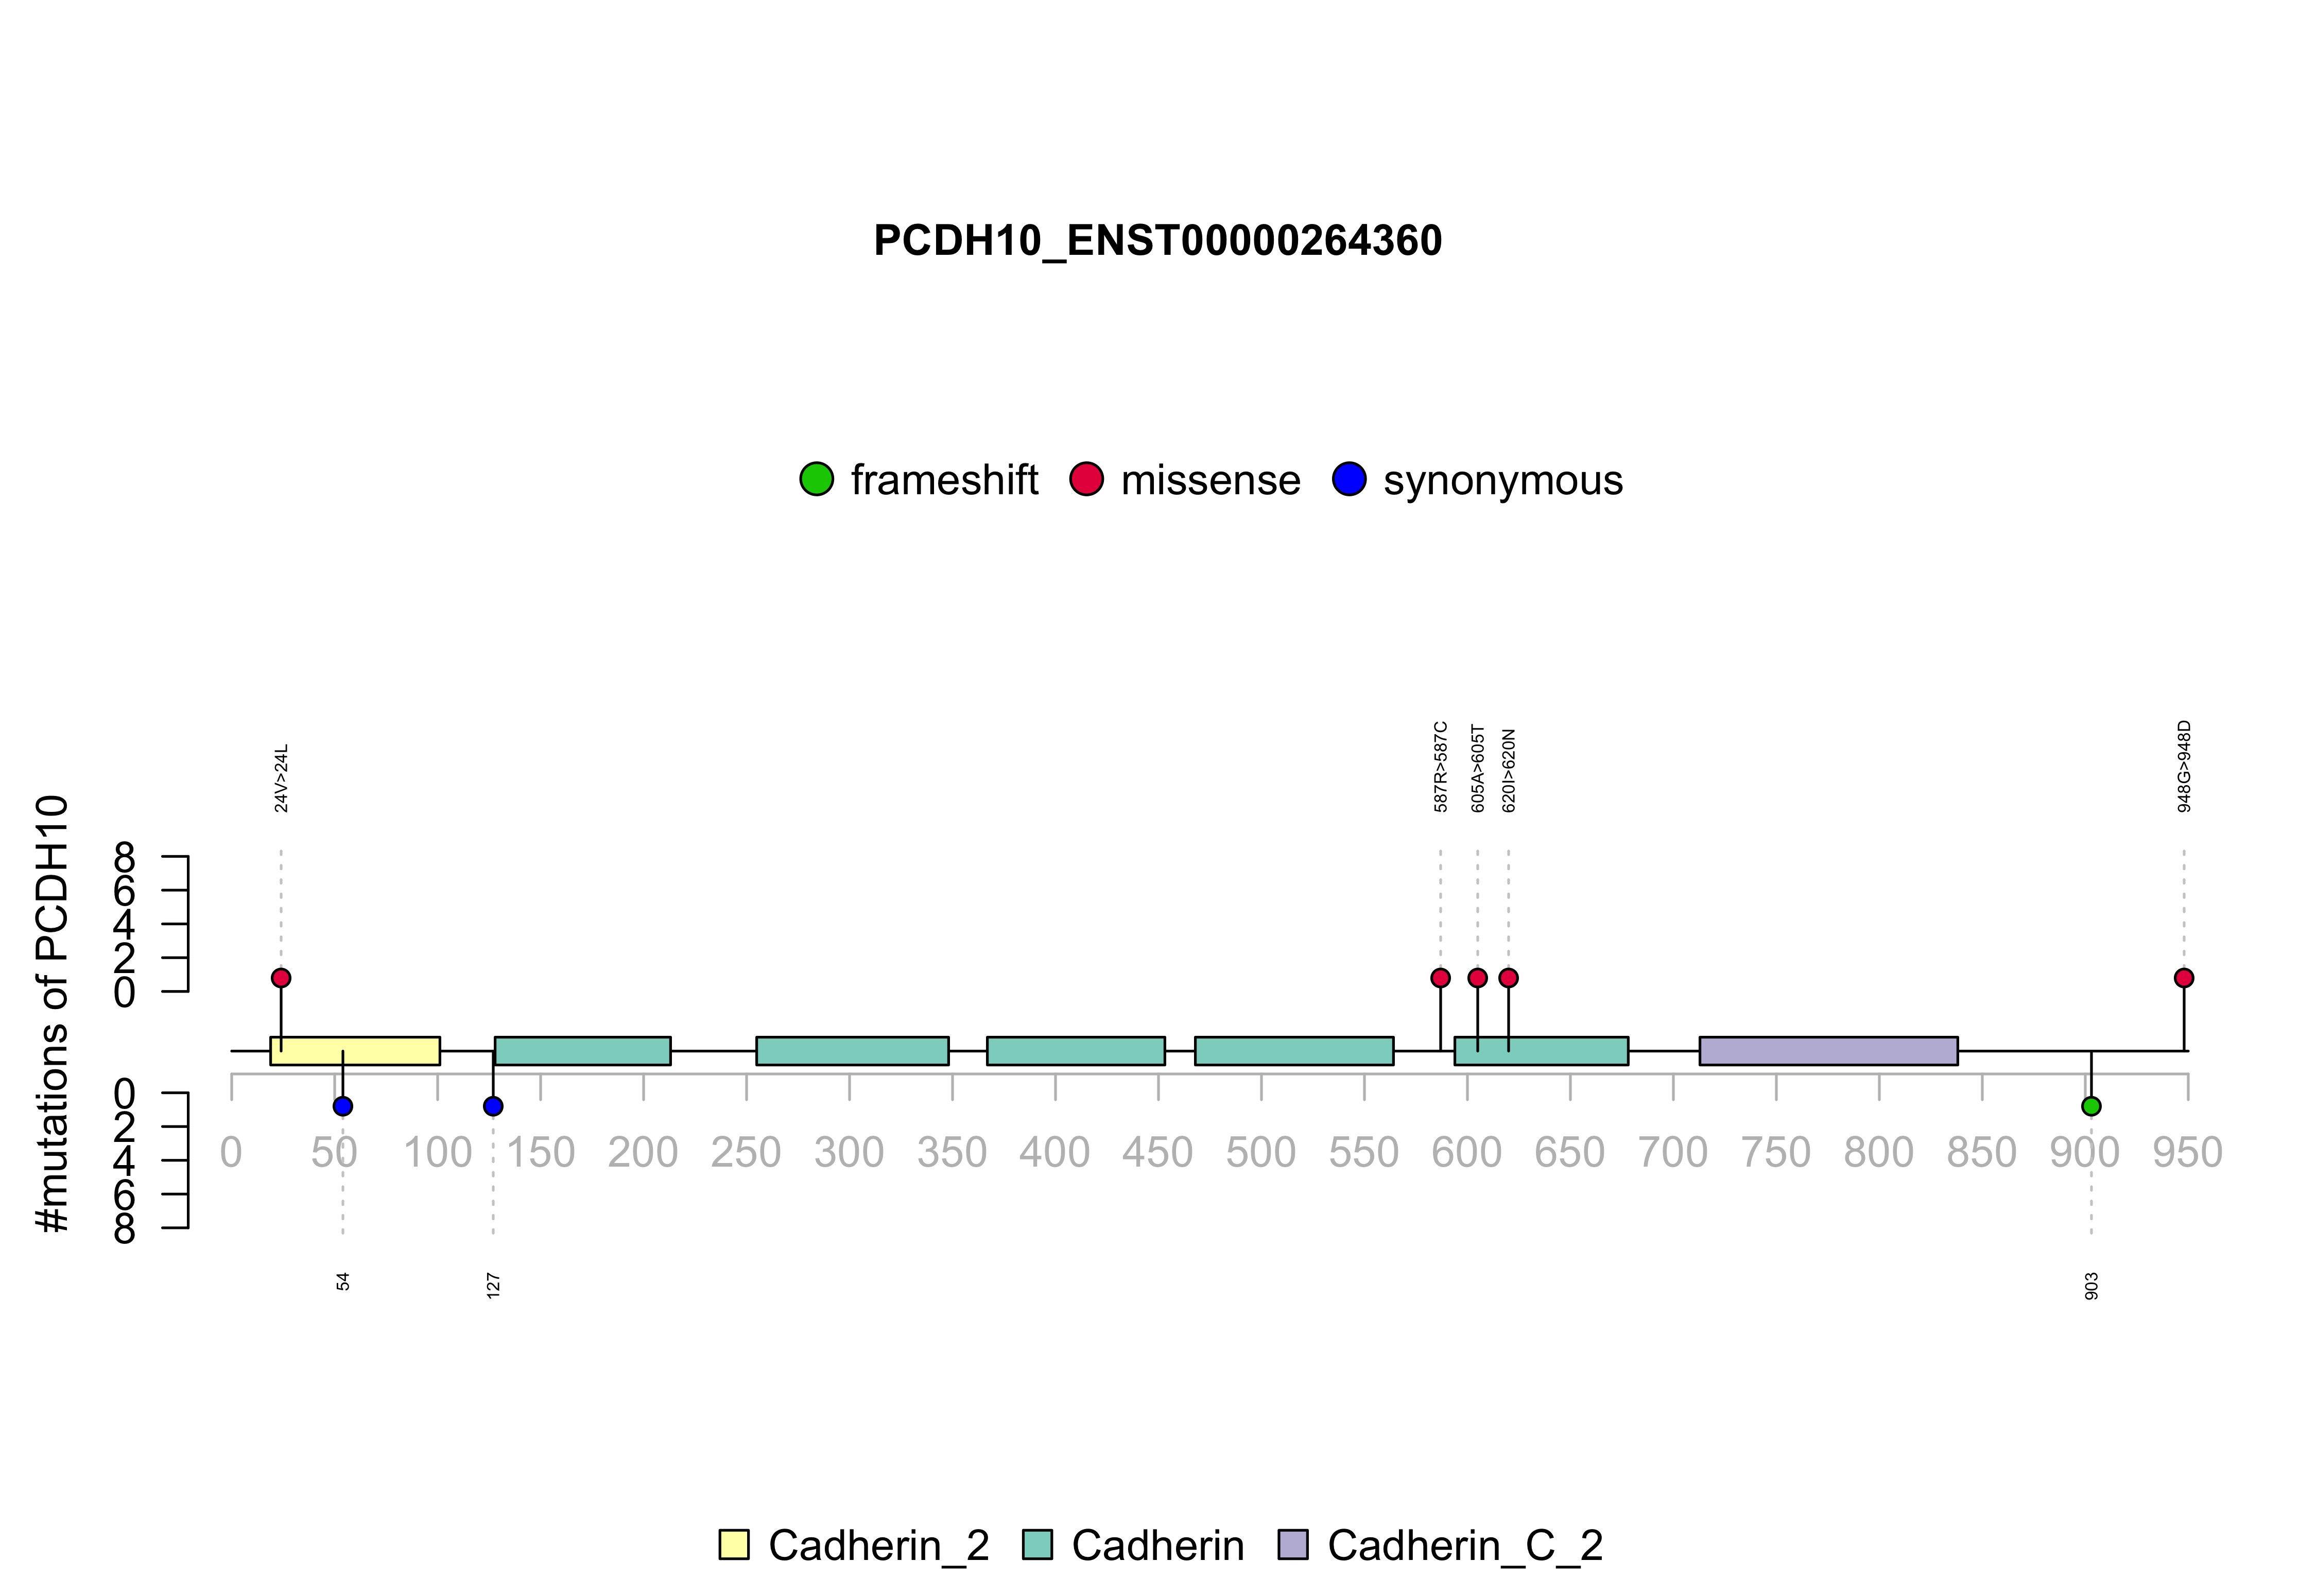 PCDH10_ENST00000264360
frameshift missense synonymous
24V>24L
587R>587C
605A>605T
620I>620N
948G>948D
#mutations of PCDH10
8
6
4
2
0
0
2
4
6
8
0 50 100 150 200 250 300 350 400 450 500 550 600 650 700 750 800 850 900 950
54
127
903
Cadherin_2 Cadherin Cadherin_C_2